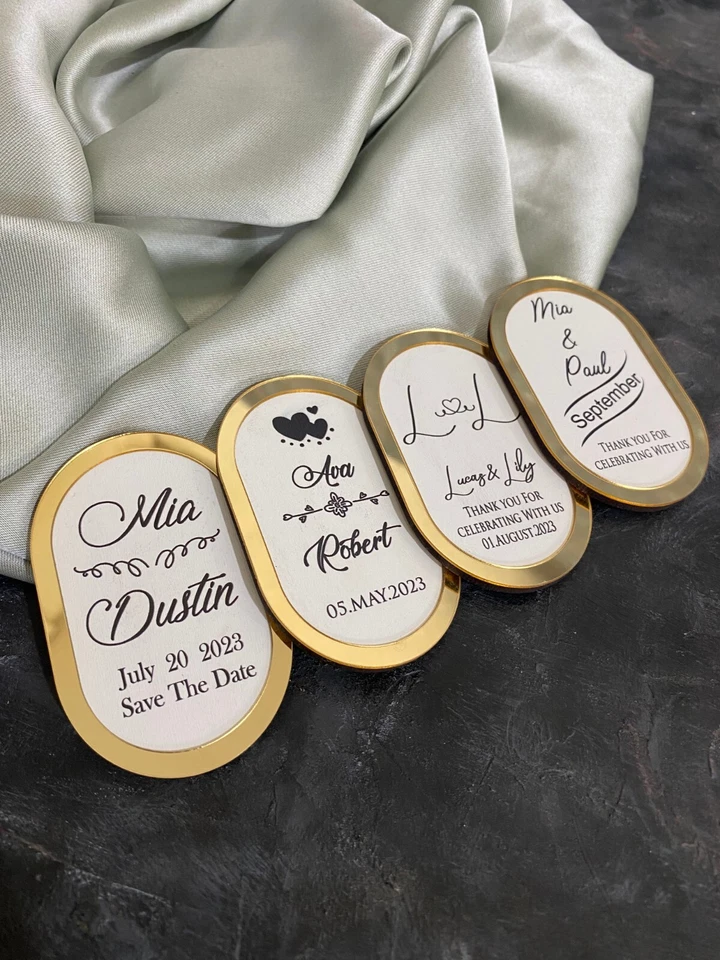 Mia
Dustin
July 20 2023
Save The Date
Ava
Robert
05.MAY.2023
L L
Lucas & Lily
THANK YOU FOR
CELEBRATING WITH US
01.AUGUST.2023
Mia
&
Paul
September
THANK YOU FOR
CELEBRATING WITH US